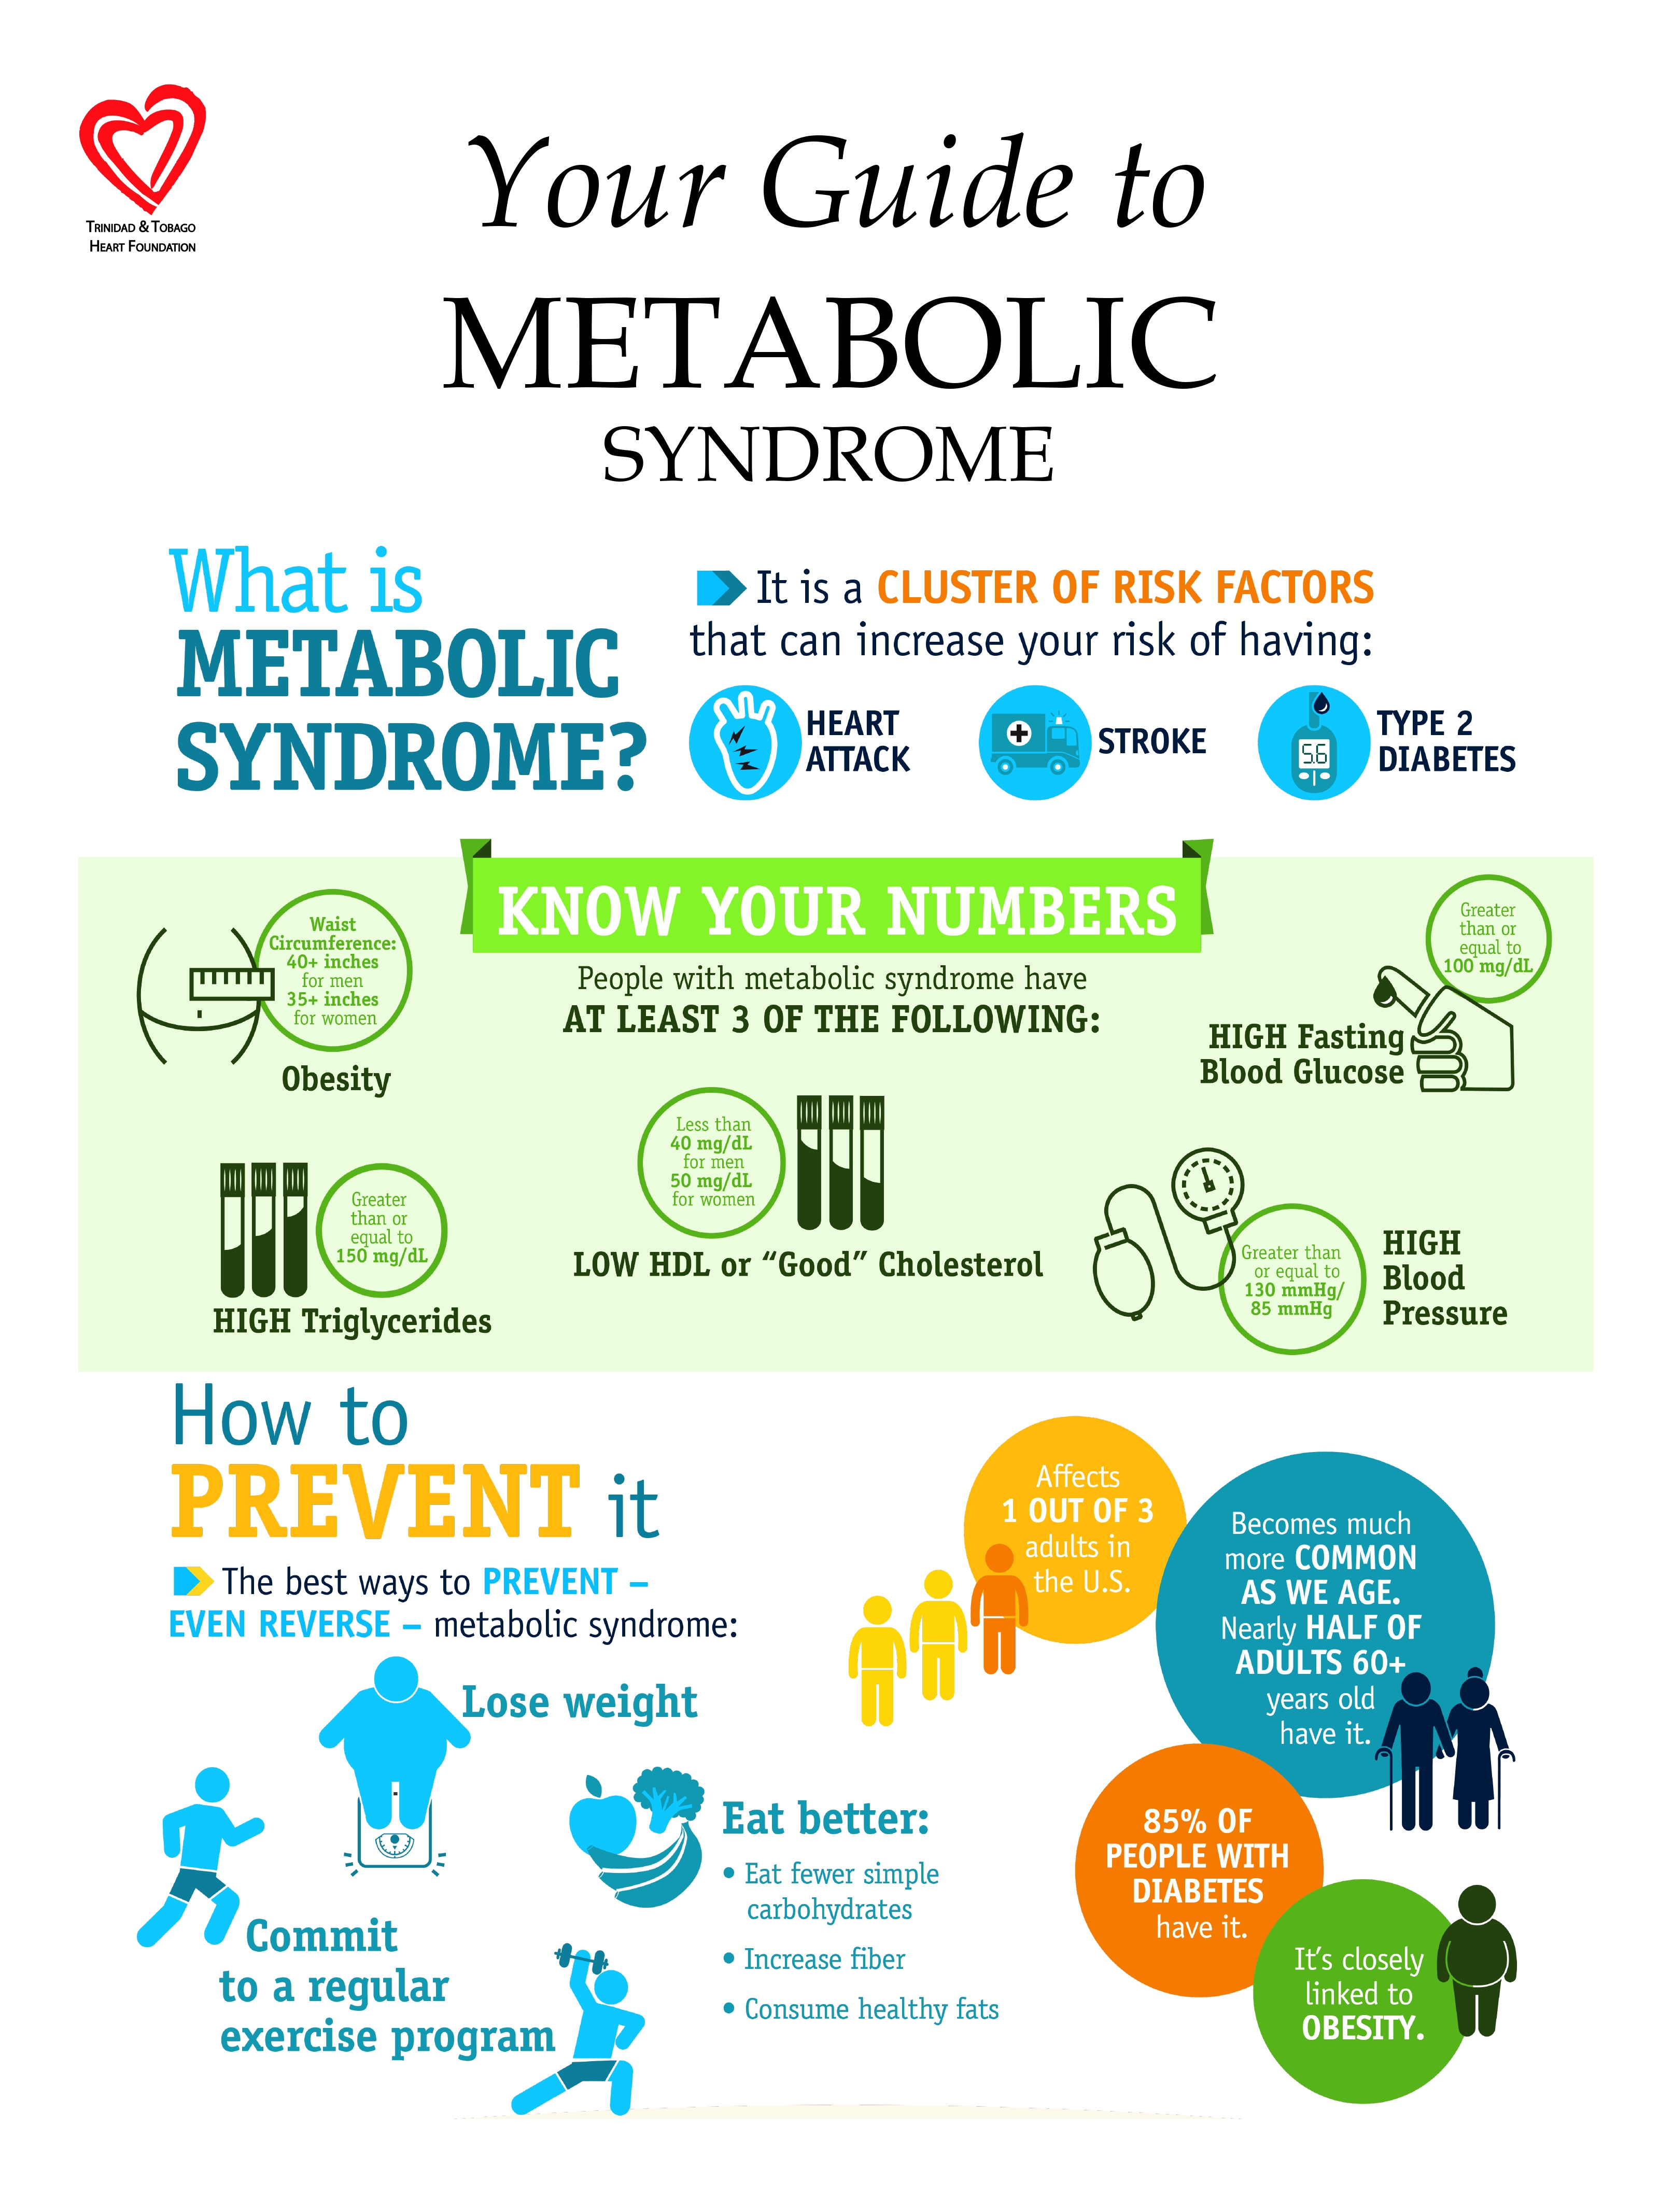 TRINIDAD & TOBAGO
HEART FOUNDATION
Your Guide to
METABOLIC
SYNDROME
What is
METABOLIC
SYNDROME?
It is a CLUSTER OF RISK FACTORS
that can increase your risk of having:
HEART
ATTACK
STROKE
5.6
TYPE 2
DIABETES
KNOW YOUR NUMBERS
People with metabolic syndrome have
AT LEAST 3 OF THE FOLLOWING:
Waist
Circumference:
40+ inches
for men
35+ inches
for women
Obesity
Greater
than or
equal to
100 mg/dL
HIGH Fasting
Blood Glucose
Less than
40 mg/dL
for men
50 mg/dL
for women
LOW HDL or “Good” Cholesterol
Greater
than or
equal to
150 mg/dL
HIGH Triglycerides
Greater than
or equal to
130 mmHg/
85 mmHg
HIGH
Blood
Pressure
How to
PREVENT it
The best ways to PREVENT –
EVEN REVERSE – metabolic syndrome:
Lose weight
Commit
to a regular
exercise program
Eat better:
• Eat fewer simple
carbohydrates
• Increase fiber
• Consume healthy fats
Affects
1 OUT OF 3
adults in
the U.S.
Becomes much
more COMMON
AS WE AGE.
Nearly HALF OF
ADULTS 60+
years old
have it.
85% OF
PEOPLE WITH
DIABETES
have it.
It’s closely
linked to
OBESITY.